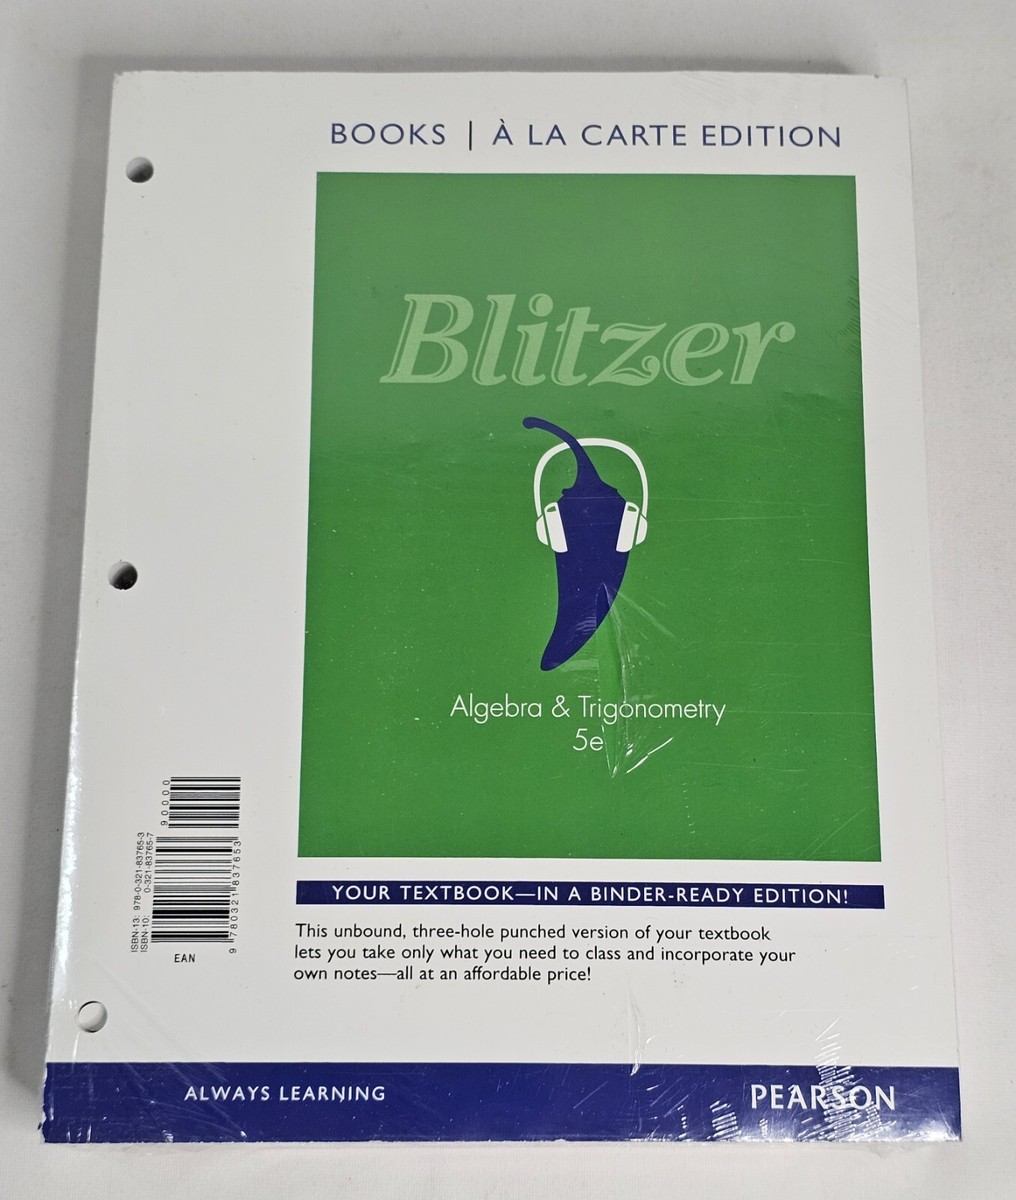 BOOKS | À LA CARTE EDITION
Blitzer
Algebra & Trigonometry
5e
90000
ISBN-13: 978-0-321-83765-3
ISBN-10: 0-321-83765-7
9 780321 837653
EAN
YOUR TEXTBOOK—IN A BINDER-READY EDITION!
This unbound, three-hole punched version of your textbook
lets you take only what you need to class and incorporate your
own notes—all at an affordable price!
ALWAYS LEARNING
PEARSON